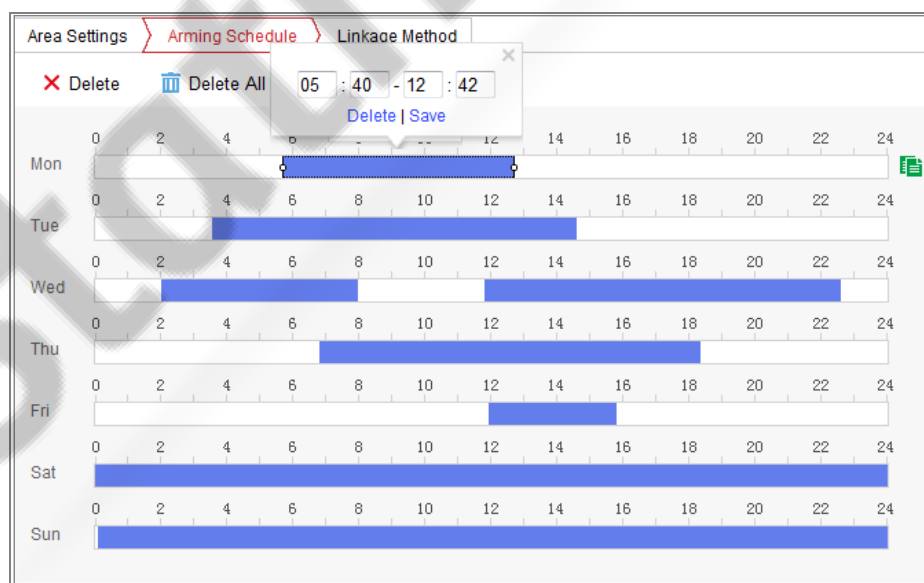 Area Settings Arming Schedule Linkage Method
Delete Delete All 05 : 40 - 12 : 42
Delete | Save
0 2 4 6 10 12 14 16 18 20 22 24
Mon
0 2 4 6 8 10 12 14 16 18 20 22 24
Tue
0 2 4 6 8 10 12 14 16 18 20 22 24
Wed
0 2 4 6 8 10 12 14 16 18 20 22 24
Thu
0 2 4 6 8 10 12 14 16 18 20 22 24
Fri
0 2 4 6 8 10 12 14 16 18 20 22 24
Sat
0 2 4 6 8 10 12 14 16 18 20 22 24
Sun